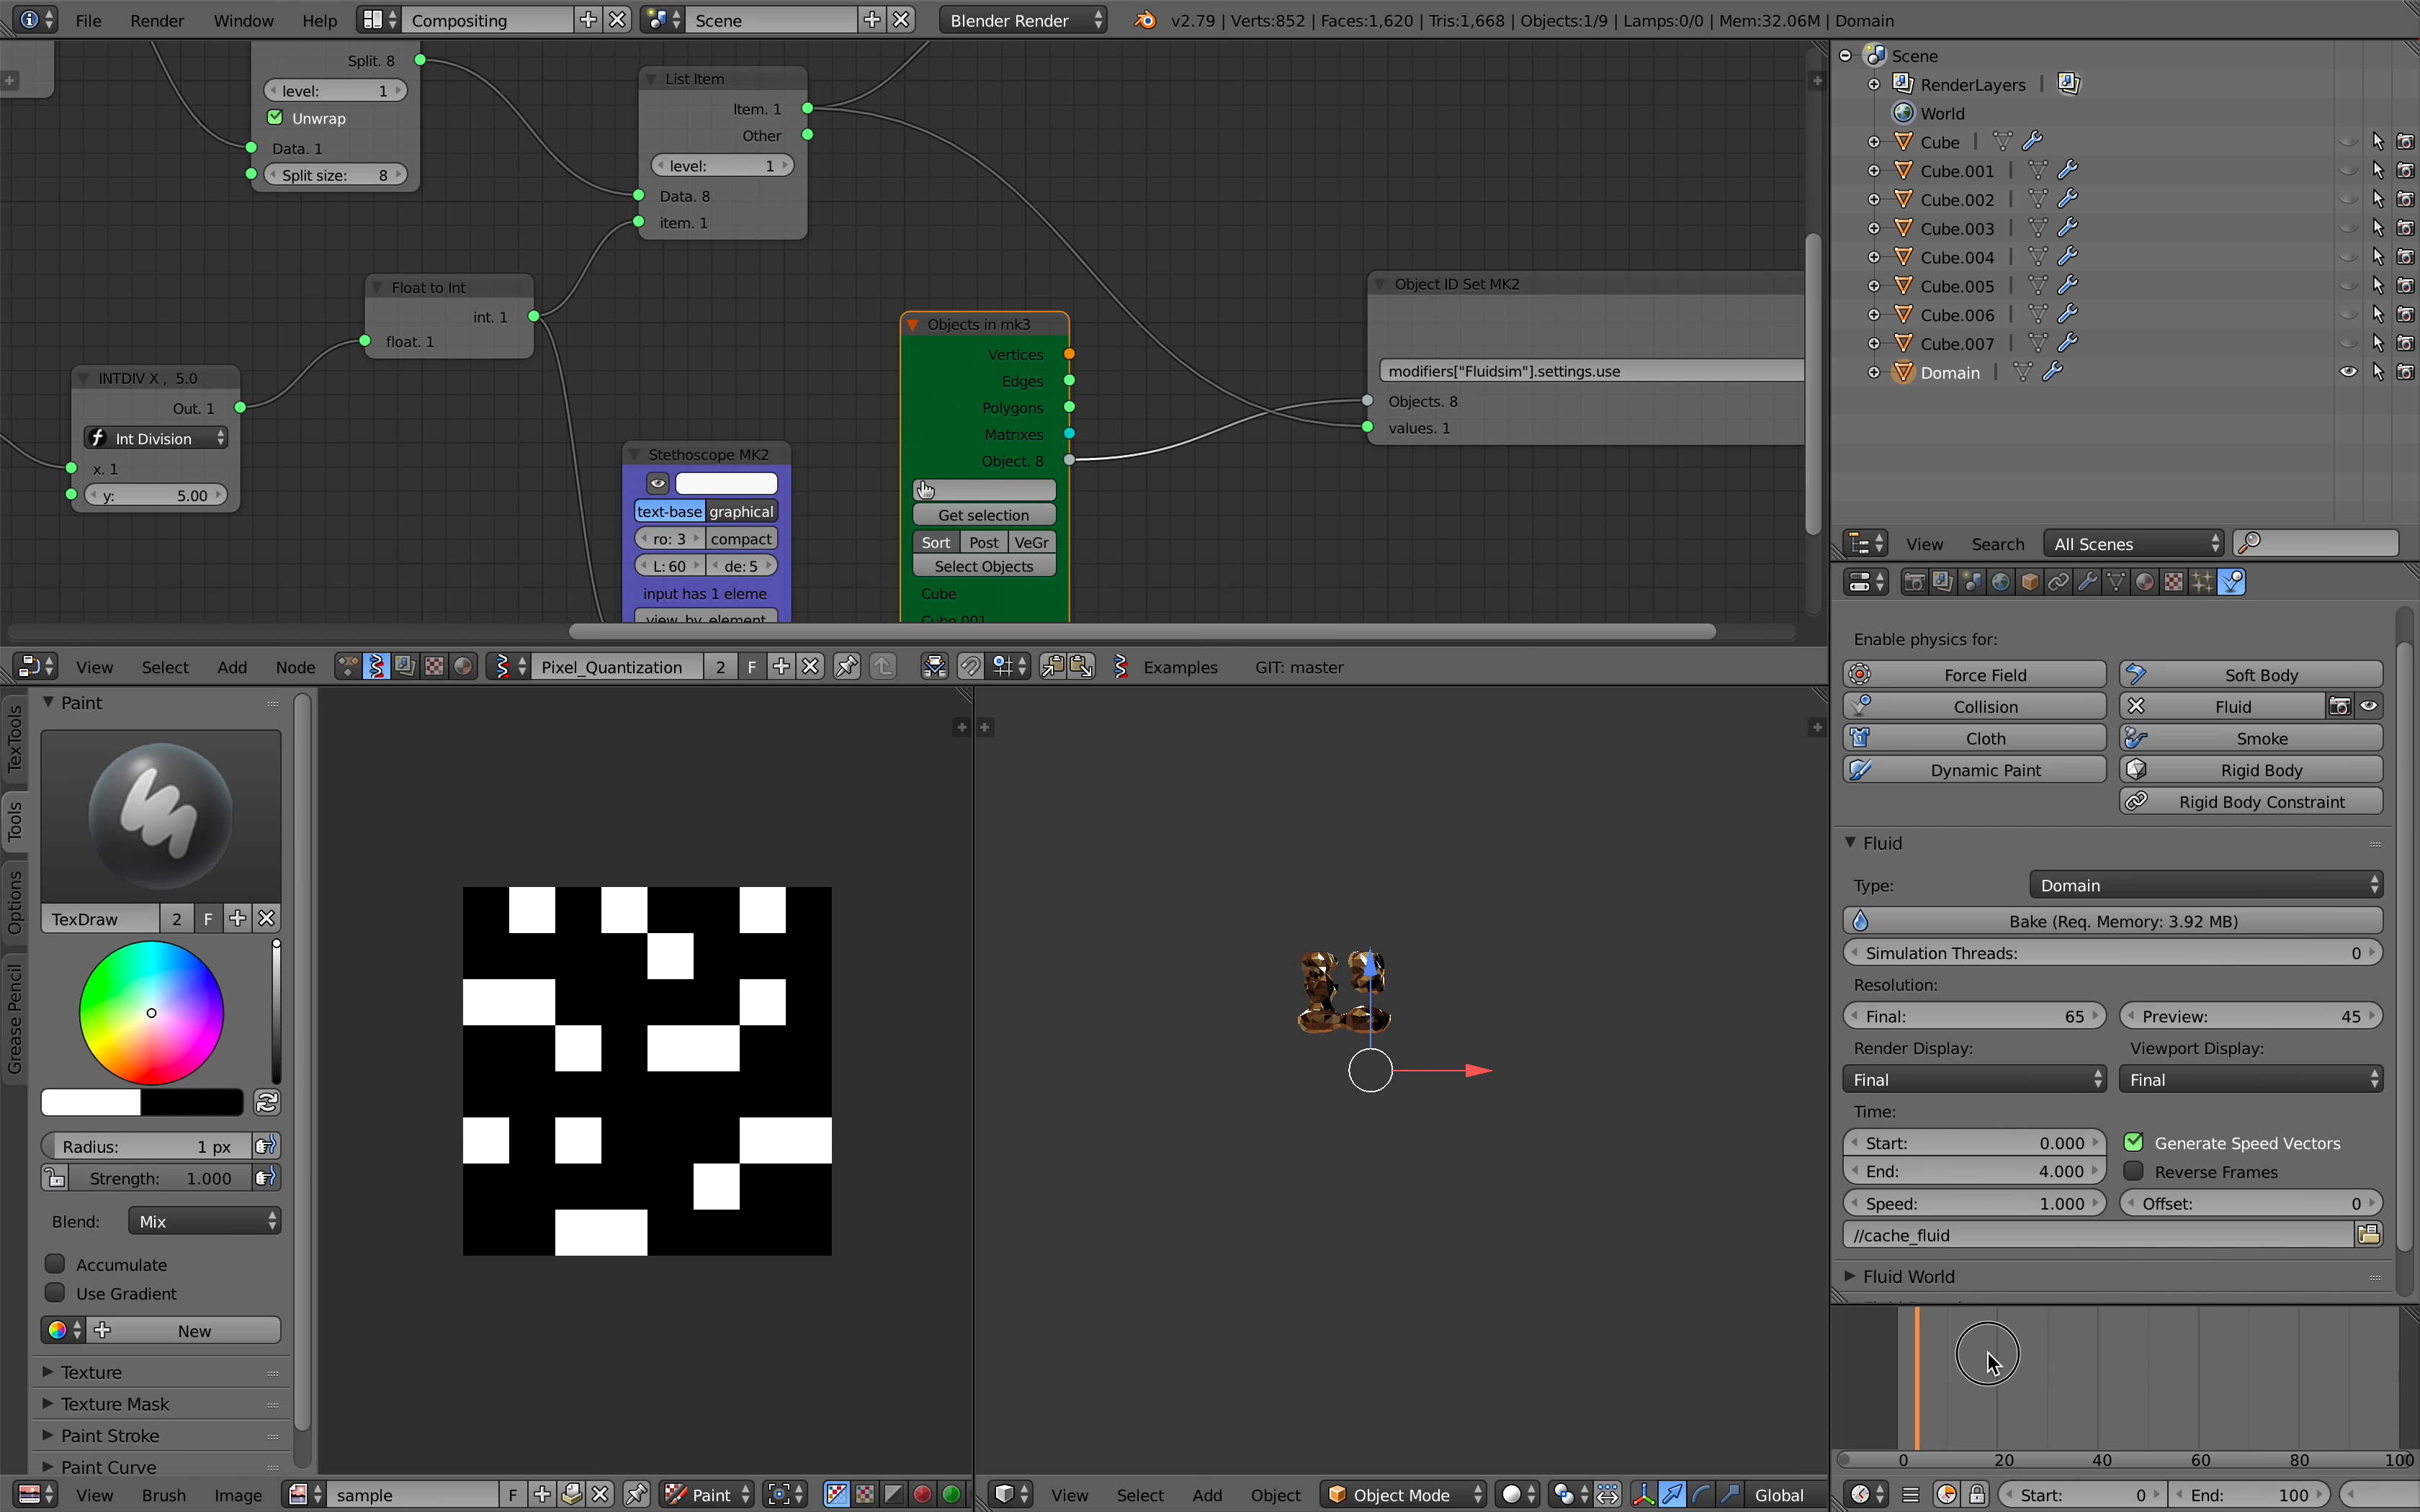 File Render Window Help Compositing Scene Blender Render v2.79 | Verts:852 | Faces:1,620 | Tris:1,668 | Objects:1/9 | Lamps:0/0 | Mem:32.06M | Domain
Split. 8
level: 1
Unwrap
Data. 1
Split size: 8
List Item
Item. 1
Other
level: 1
Data. 8
item. 1
Float to Int
int. 1
float. 1
INTDIV X , 5.0
Out. 1
Int Division
x. 1
y: 5.00
Stethoscope MK2
text-base graphical
ro: 3 compact
L: 60 de: 5
input has 1 eleme
view by element
Objects in mk3
Vertices
Edges
Polygons
Matrixes
Object. 8
Get selection
Sort Post VeGr
Select Objects
Cube
Cube.001
Object ID Set MK2
modifiers["Fluidsim"].settings.use
Objects. 8
values. 1
View Select Add Node Pixel_Quantization 2 F Examples GIT: master
Scene
RenderLayers
World
Cube
Cube.001
Cube.002
Cube.003
Cube.004
Cube.005
Cube.006
Cube.007
Domain
View Search All Scenes
Enable physics for:
Force Field Soft Body
Collision Fluid
Cloth Smoke
Dynamic Paint Rigid Body
Rigid Body Constraint
Fluid
Type: Domain
Bake (Req. Memory: 3.92 MB)
Simulation Threads: 0
Resolution:
Final: 65 Preview: 45
Render Display: Viewport Display:
Final Final
Time:
Start: 0.000 Generate Speed Vectors
End: 4.000 Reverse Frames
Speed: 1.000 Offset: 0
//cache_fluid
Fluid World
0 20 40 60 80 100
Start: 0 End: 100
TexTools
Tools
Options
Grease Pencil
Paint
TexDraw 2 F
Radius: 1 px
Strength: 1.000
Blend: Mix
Accumulate
Use Gradient
New
Texture
Texture Mask
Paint Stroke
Paint Curve
View Brush Image sample F Paint
View Select Add Object Object Mode Global